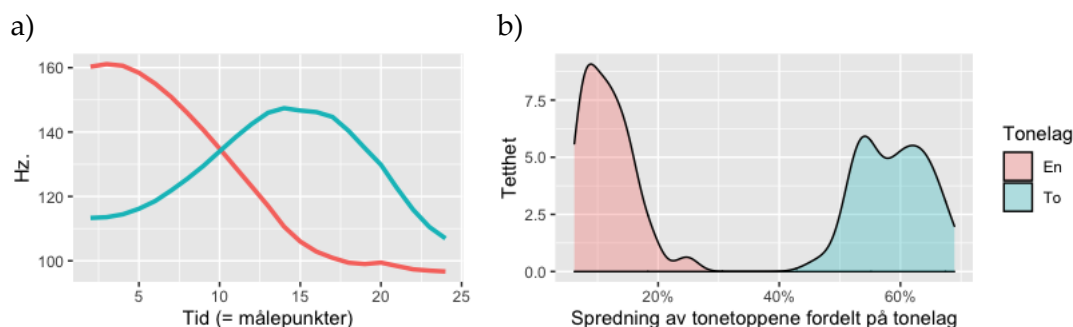 a)
b)
160
140
120
100
Hz.
5
10
15
20
25
Tid (= målepunkter)
7.5
5.0
2.5
0.0
Tetthet
20%
40%
60%
Spredning av tonetoppene fordelt på tonelag
Tonelag
En
To